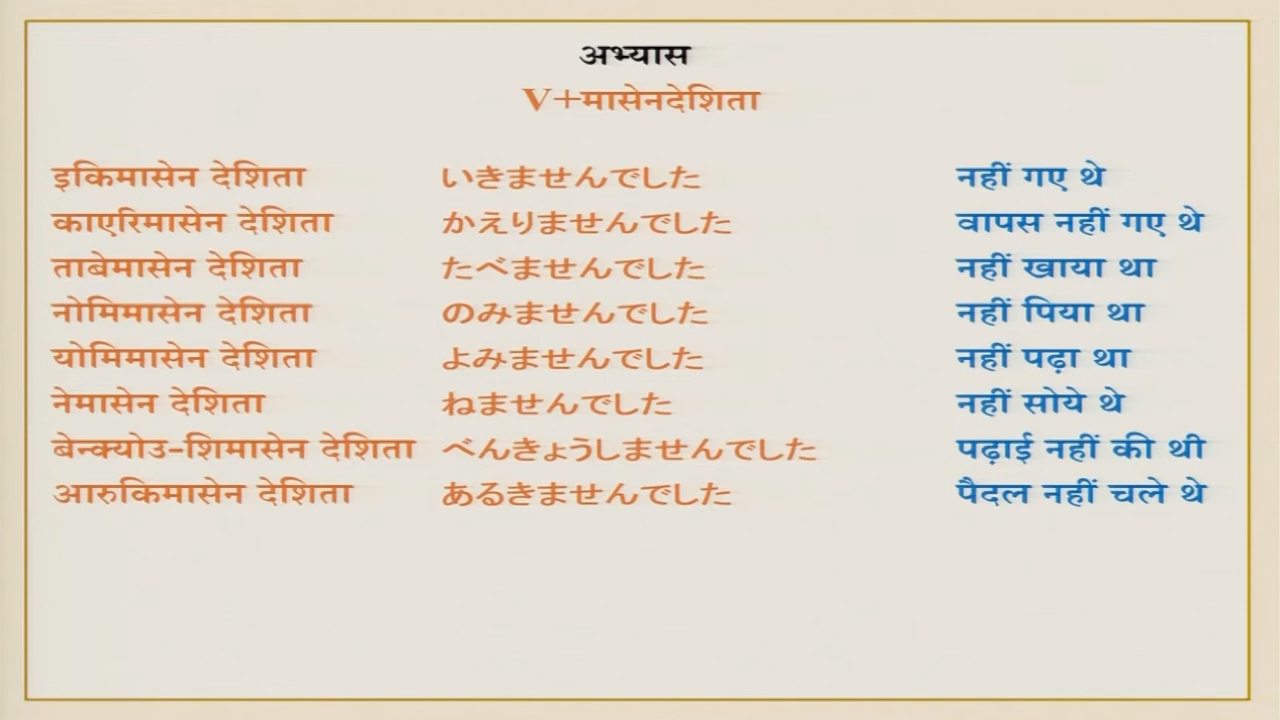 अभ्यास
V+मासेनदेशिता
इकिमासेन देशिता いきませんでした नहीं गए थे
काएरिमासेन देशिता かえりませんでした वापस नहीं गए थे
ताबेमासेन देशिता たべませんでした नहीं खाया था
नोमिमासेन देशिता のみませんでした नहीं पिया था
योमिमासेन देशिता よみませんでした नहीं पढ़ा था
नेमासेन देशिता ねませんでした नहीं सोये थे
बेन्क्योउ-शिमासेन देशिता べんきょうしませんでした पढ़ाई नहीं की थी
आरुकिमासेन देशिता あるきませんでした पैदल नहीं चले थे